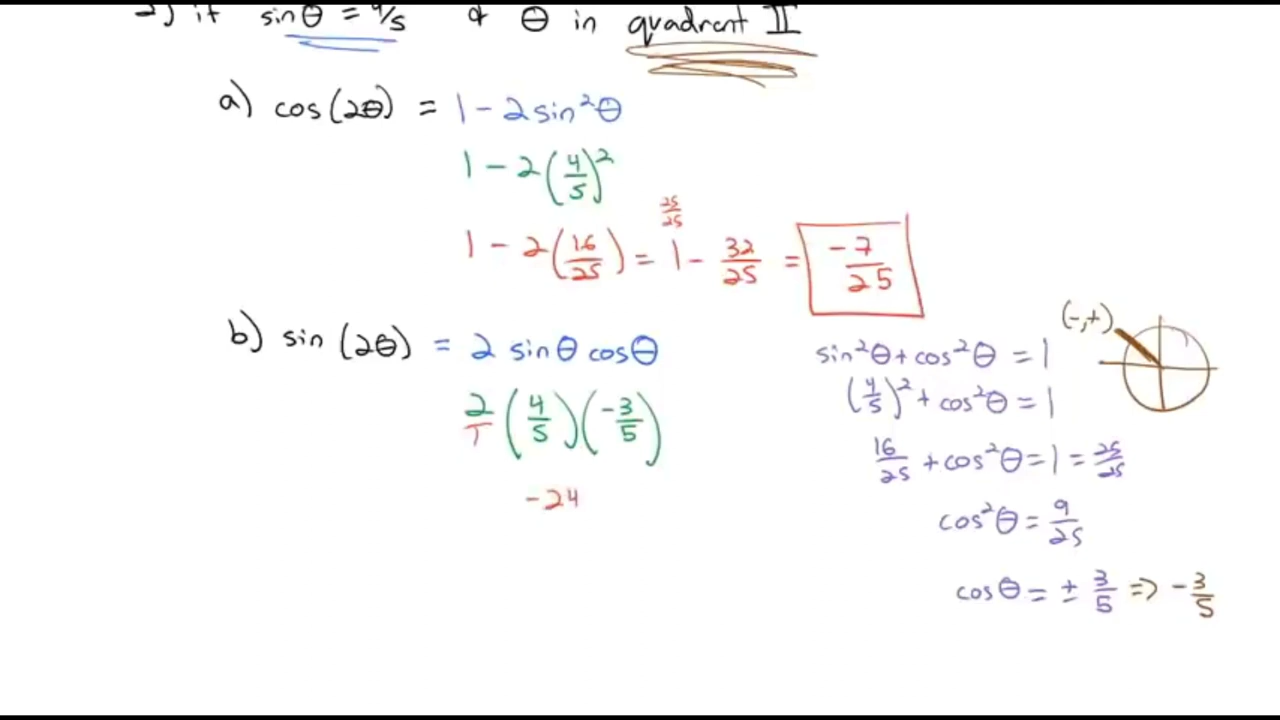 2) if sinθ = 4/5 & θ in quadrant II
a) cos(2θ) = 1 - 2sin²θ
1 - 2(4/5)²
25/25
1 - 2(16/25) = 1 - 32/25 = -7/25
b) sin(2θ) = 2 sinθ cosθ
2/1 (4/5)(-3/5)
-24
(-,+)
sin²θ + cos²θ = 1
(4/5)² + cos²θ = 1
16/25 + cos²θ = 1 = 25/25
cos²θ = 9/25
cosθ = ± 3/5 => -3/5